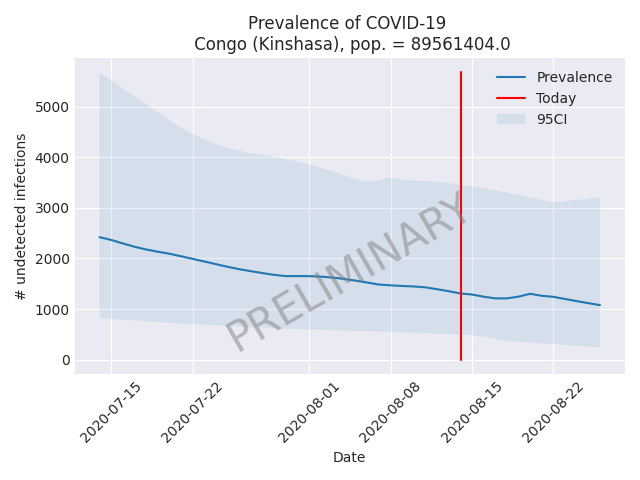 Prevalence of COVID-19
Congo (Kinshasa), pop. = 89561404.0
Prevalence
Today
95CI
# undetected infections
5000
4000
3000
2000
1000
0
PRELIMINARY
2020-07-15
2020-07-22
2020-08-01
2020-08-08
2020-08-15
2020-08-22
Date